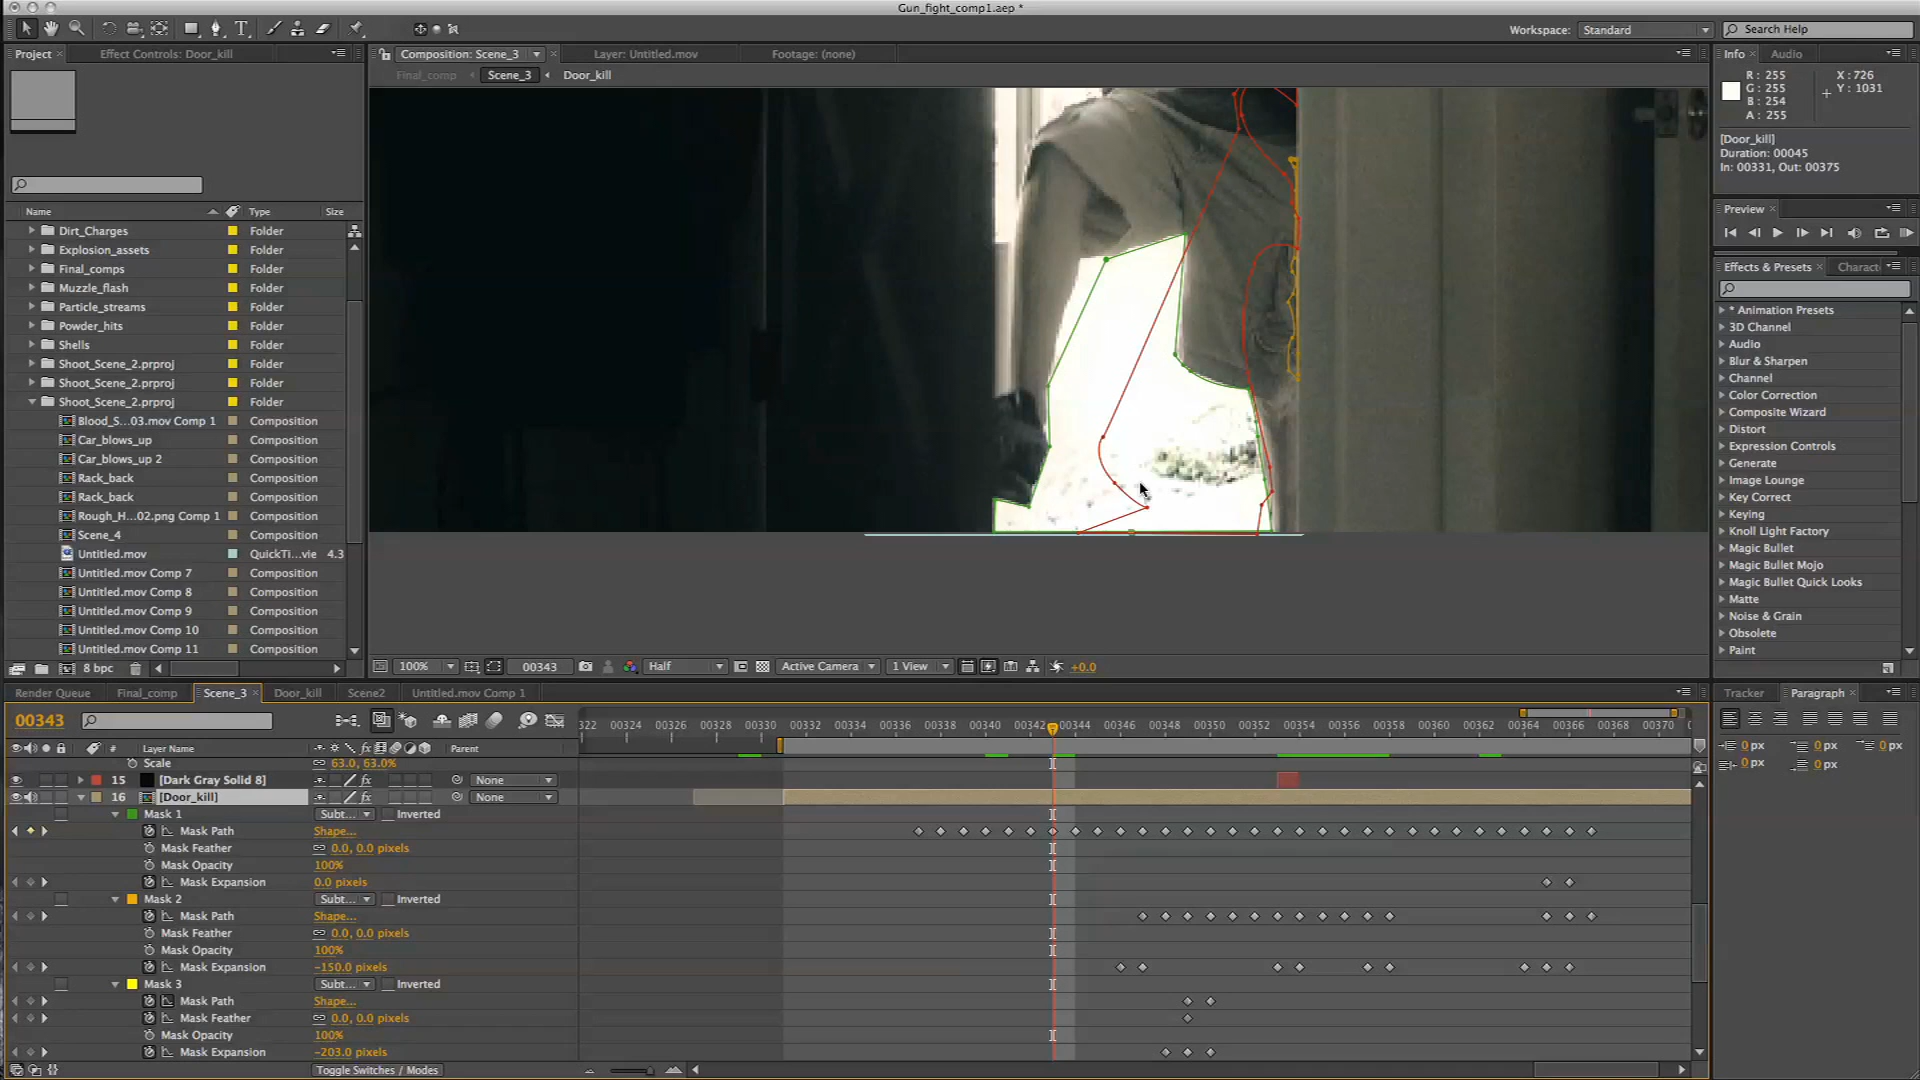 Gun_fight_comp1.aep *
Workspace: Standard
Search Help
Project
Effect Controls: Door_kill
Composition: Scene_3
Layer: Untitled.mov
Footage: (none)
Final_comp
Scene_3
Door_kill
Info
Audio
R: 255
G: 255
B: 254
A: 255
X: 726
Y: 1031
[Door_kill]
Duration: 00045
In: 00331, Out: 00375
Preview
Effects & Presets
Charact
* Animation Presets
3D Channel
Audio
Blur & Sharpen
Channel
Color Correction
Composite Wizard
Distort
Expression Controls
Generate
Image Lounge
Key Correct
Keying
Knoll Light Factory
Magic Bullet
Magic Bullet Mojo
Magic Bullet Quick Looks
Matte
Noise & Grain
Obsolete
Paint
Name Type Size
Dirt_Charges Folder
Explosion_assets Folder
Final_comps Folder
Muzzle_flash Folder
Particle_streams Folder
Powder_hits Folder
Shells Folder
Shoot_Scene_2.prproj Folder
Shoot_Scene_2.prproj Folder
Shoot_Scene_2.prproj Folder
Blood_S...03.mov Comp 1 Composition
Car_blows_up Composition
Car_blows_up 2 Composition
Rack_back Composition
Rack_back Composition
Rough_H...02.png Comp 1 Composition
Scene_4 Composition
Untitled.mov QuickTi...vie 4.3
Untitled.mov Comp 7 Composition
Untitled.mov Comp 8 Composition
Untitled.mov Comp 9 Composition
Untitled.mov Comp 10 Composition
Untitled.mov Comp 11 Composition
8 bpc
100% 00343 Half Active Camera 1 View +0.0
Render Queue Final_comp Scene_3 Door_kill Scene2 Untitled.mov Comp 1
Tracker Paragraph
0 px 0 px 0 px
0 px 0 px
00343
322 00324 00326 00328 00330 00332 00334 00336 00338 00340 00342 00344 00346 00348 00350 00352 00354 00356 00358 00360 00362 00364 00366 00368 00370
# Layer Name Parent
Scale 63.0, 63.0%
15 [Dark Gray Solid 8] None
16 [Door_kill] None
Mask 1 Subt... Inverted
Mask Path Shape...
Mask Feather 0.0, 0.0 pixels
Mask Opacity 100%
Mask Expansion 0.0 pixels
Mask 2 Subt... Inverted
Mask Path Shape...
Mask Feather 0.0, 0.0 pixels
Mask Opacity 100%
Mask Expansion -150.0 pixels
Mask 3 Subt... Inverted
Mask Path Shape...
Mask Feather 0.0, 0.0 pixels
Mask Opacity 100%
Mask Expansion -203.0 pixels
Toggle Switches / Modes